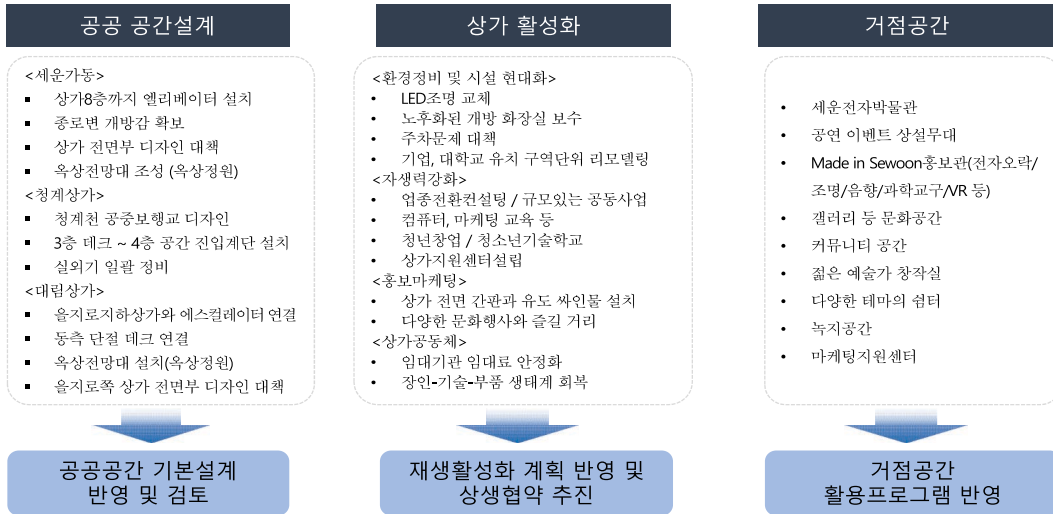 공공 공간설계
<세운가동>
▪ 상가8층까지 엘리베이터 설치
▪ 종로변 개방감 확보
▪ 상가 전면부 디자인 대책
▪ 옥상전망대 조성 (옥상정원)
<청계상가>
▪ 청계천 공중보행교 디자인
▪ 3층 데크 ~ 4층 공간 진입계단 설치
▪ 실외기 일괄 정비
<대림상가>
▪ 을지로지하상가와 에스컬레이터 연결
▪ 동측 단절 데크 연결
▪ 옥상전망대 설치(옥상정원)
▪ 을지로쪽 상가 전면부 디자인 대책
공공공간 기본설계
반영 및 검토
상가 활성화
<환경정비 및 시설 현대화>
• LED조명 교체
• 노후화된 개방 화장실 보수
• 주차문제 대책
• 기업, 대학교 유치 구역단위 리모델링
<자생력강화>
• 업종전환컨설팅 / 규모있는 공동사업
• 컴퓨터, 마케팅 교육 등
• 청년창업 / 청소년기술학교
• 상가지원센터설립
<홍보마케팅>
• 상가 전면 간판과 유도 싸인물 설치
• 다양한 문화행사와 즐길 거리
<상가공동체>
• 임대기관 임대료 안정화
• 장인-기술-부품 생태계 회복
재생활성화 계획 반영 및
상생협약 추진
거점공간
• 세운전자박물관
• 공연 이벤트 상설무대
• Made in Sewoon홍보관(전자오락/
조명/음향/과학교구/VR 등)
• 갤러리 등 문화공간
• 커뮤니티 공간
• 젊은 예술가 창작실
• 다양한 테마의 쉼터
• 녹지공간
• 마케팅지원센터
거점공간
활용프로그램 반영